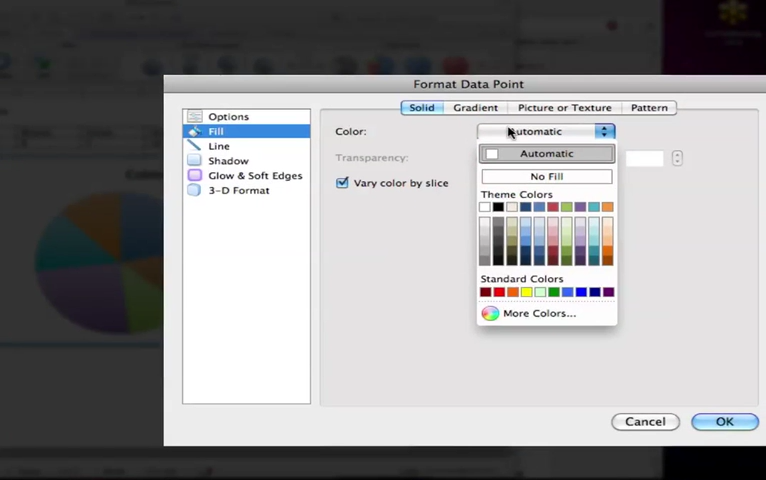 Format Data Point
Options
Fill
Line
Shadow
Glow & Soft Edges
3-D Format
Solid
Gradient
Picture or Texture
Pattern
Color:
Automatic
Transparency:
Vary color by slice
Automatic
No Fill
Theme Colors
Standard Colors
More Colors...
Cancel
OK